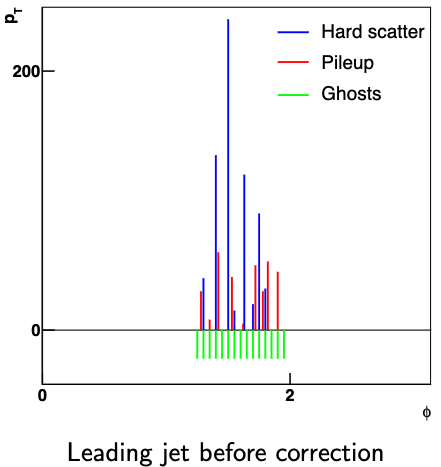 pT
Hard scatter
200
Pileup
Ghosts
0
0 2
ϕ
Leading jet before correction